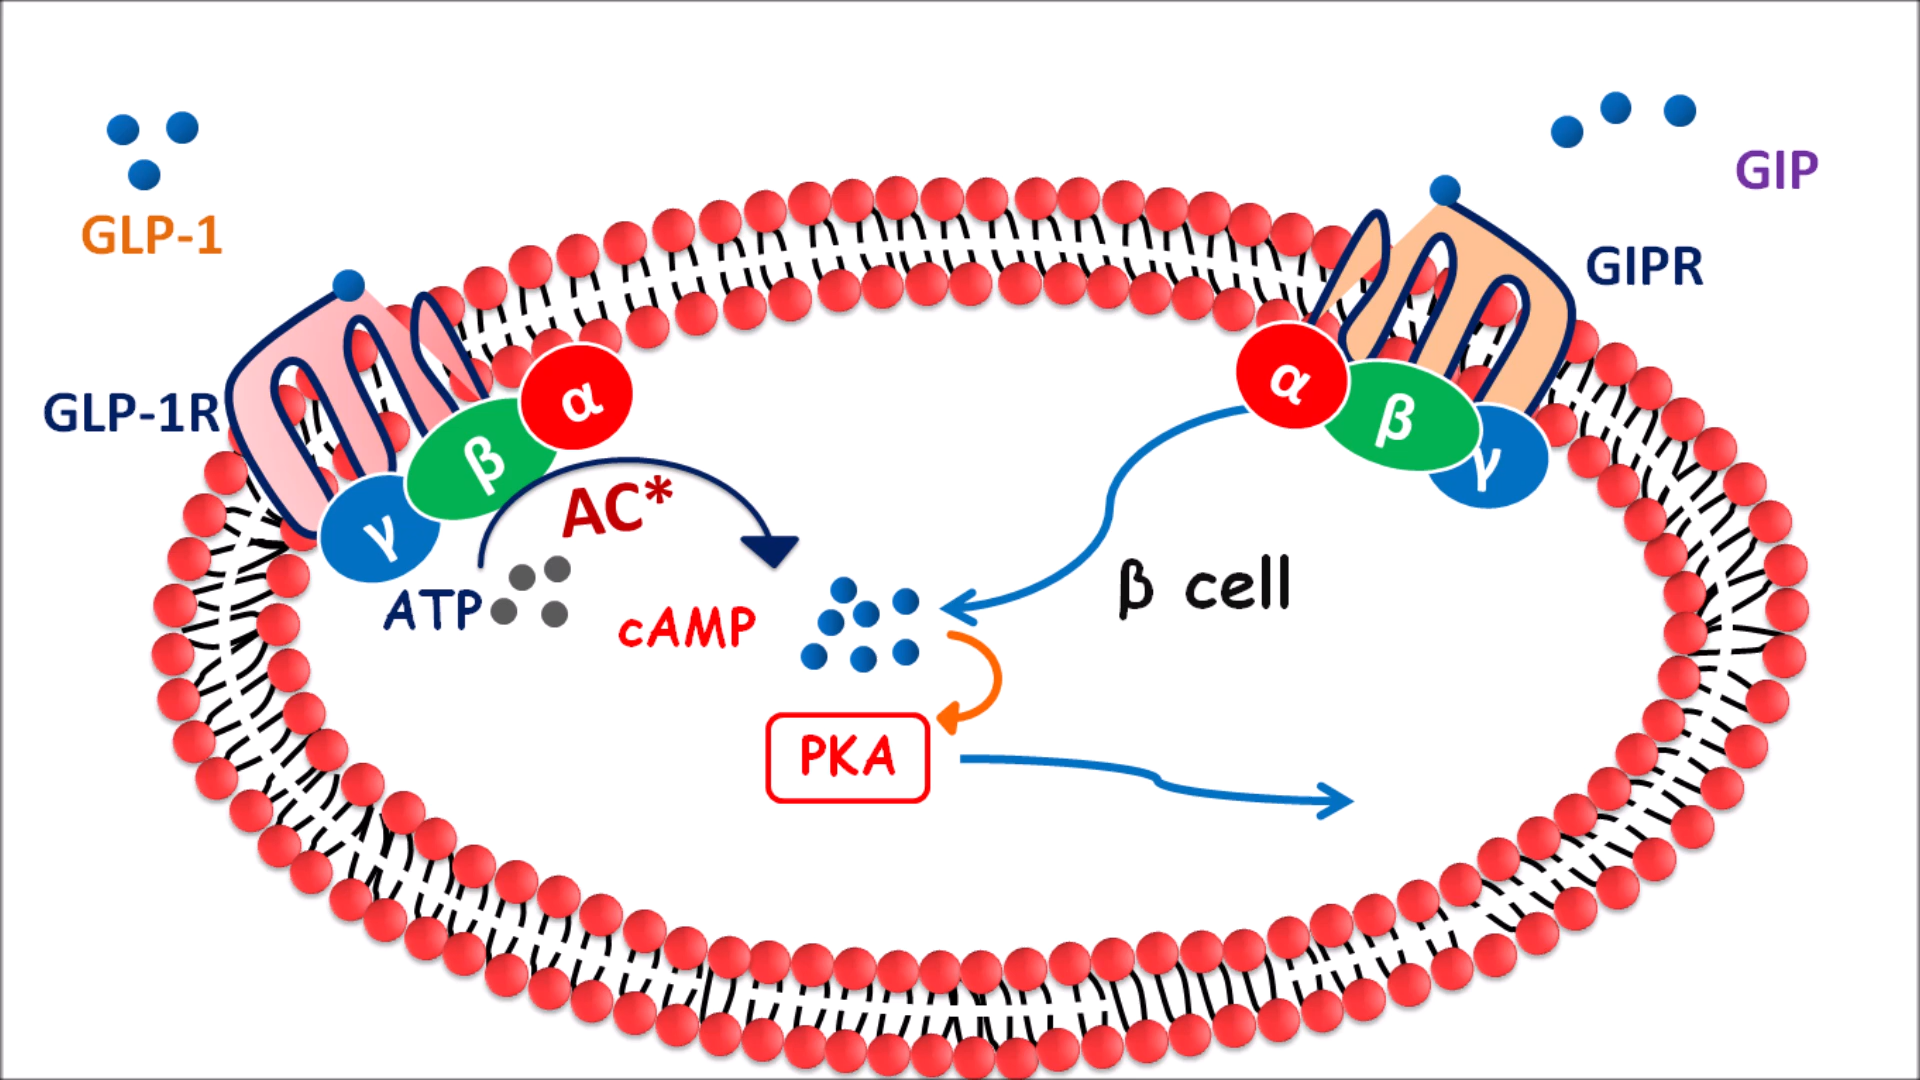 GLP-1
GIP
GLP-1R
GIPR
α
β
γ
α
β
γ
AC*
ATP
cAMP
β cell
PKA